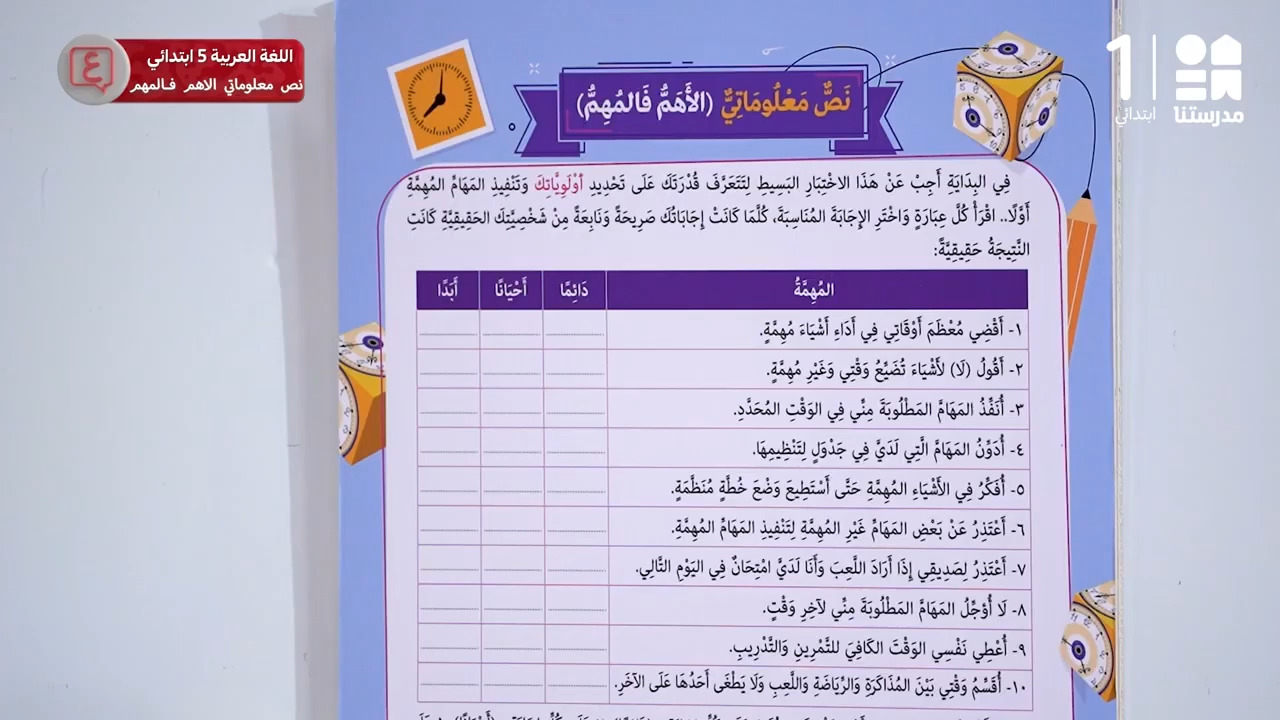 اللغة العربية 5 ابتدائي
نص معلوماتي الاهم فالمهم
ع
1 ابتدائي
مدرستنا
نَصٌّ مَعْلُومَاتِيٌّ (الأَهَمُّ فَالمُهِمُّ)
فِي البِدَايَةِ أَجِبْ عَنْ هَذَا الاخْتِبَارِ البَسِيطِ لِتَتَعَرَّفَ قُدْرَتَكَ عَلَى تَحْدِيدِ أَوْلَوِيَّاتِكَ وَتَنْفِيذِ المَهَامِّ المُهِمَّةِ
أَوَّلًا.. اقْرَأْ كُلَّ عِبَارَةٍ وَاخْتَرِ الإِجَابَةَ المُنَاسِبَةَ، كُلَّمَا كَانَتْ إِجَابَاتُكَ صَرِيحَةً وَنَابِعَةً مِنْ شَخْصِيَّتِكَ الحَقِيقِيَّةِ كَانَتِ
النَّتِيجَةُ حَقِيقِيَّةً:
المُهِمَّةُ دَائِمًا أَحْيَانًا أَبَدًا
١- أَقْضِي مُعْظَمَ أَوْقَاتِي فِي أَدَاءِ أَشْيَاءَ مُهِمَّةٍ.
٢- أَقُولُ (لَا) لأَشْيَاءَ تُضَيِّعُ وَقْتِي وَغَيْرِ مُهِمَّةٍ.
٣- أُنَفِّذُ المَهَامَّ المَطْلُوبَةَ مِنِّي فِي الوَقْتِ المُحَدَّدِ.
٤- أُدَوِّنُ المَهَامَّ الَّتِي لَدَيَّ فِي جَدْوَلٍ لِتَنْظِيمِهَا.
٥- أُفَكِّرُ فِي الأَشْيَاءِ المُهِمَّةِ حَتَّى أَسْتَطِيعَ وَضْعَ خُطَّةٍ مُنَظَّمَةٍ.
٦- أَعْتَذِرُ عَنْ بَعْضِ المَهَامِّ غَيْرِ المُهِمَّةِ لِتَنْفِيذِ المَهَامِّ المُهِمَّةِ.
٧- أَعْتَذِرُ لِصَدِيقِي إِذَا أَرَادَ اللَّعِبَ وَأَنَا لَدَيَّ امْتِحَانٌ فِي اليَوْمِ التَّالِي.
٨- لَا أُؤَجِّلُ المَهَامَّ المَطْلُوبَةَ مِنِّي لآخِرِ وَقْتٍ.
٩- أُعْطِي نَفْسِي الوَقْتَ الكَافِيَ للتَّمْرِينِ وَالتَّدْرِيبِ.
١٠- أُقَسِّمُ وَقْتِي بَيْنَ المُذَاكَرَةِ وَالرِّيَاضَةِ وَاللَّعِبِ وَلَا يَطْغَى أَحَدُهَا عَلَى الآخَرِ.